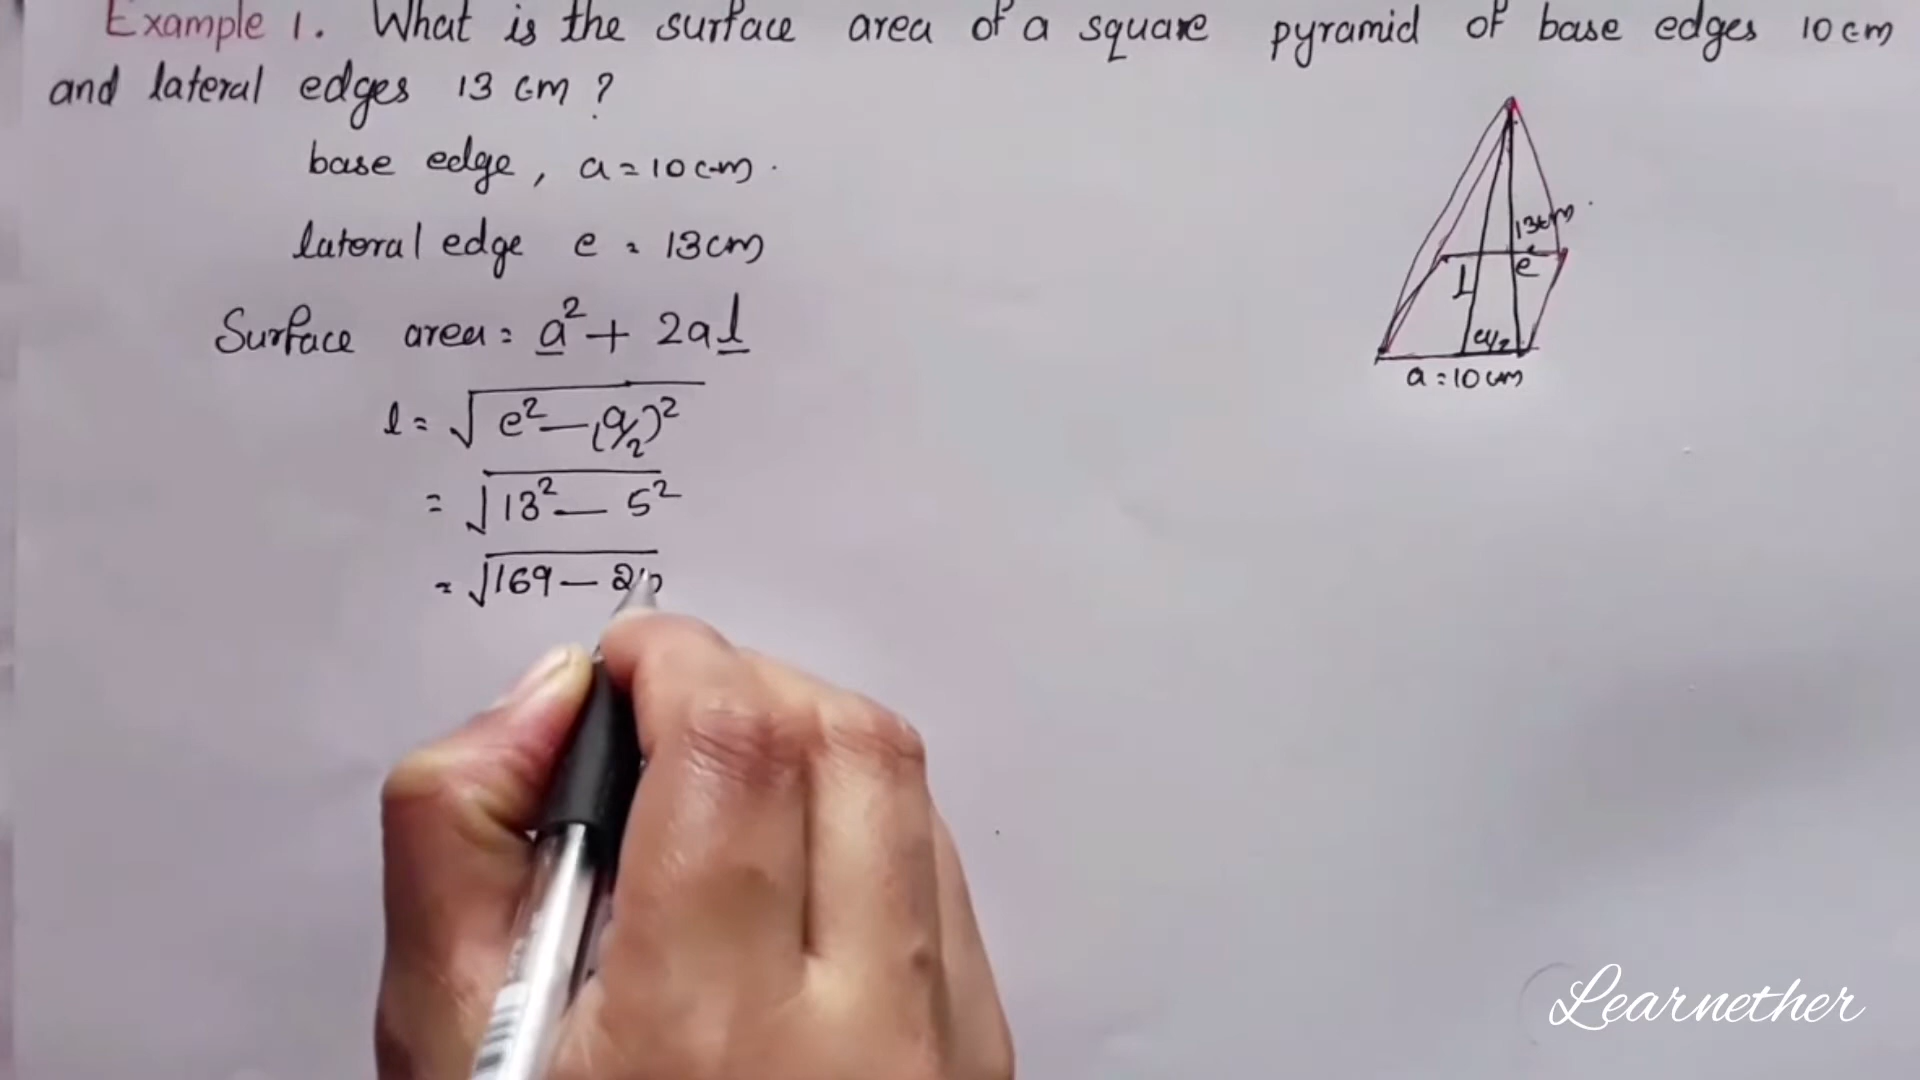 Example 1. What is the surface area of a square pyramid of base edges 10 cm
and lateral edges 13 cm ?
base edge, a = 10 cm.
lateral edge e = 13cm
Surface area = a² + 2al
l = √e² — (a/2)²
= √13² — 5²
= √169 — 25
13cm
e
l
a/2
a = 10 cm
Learnether